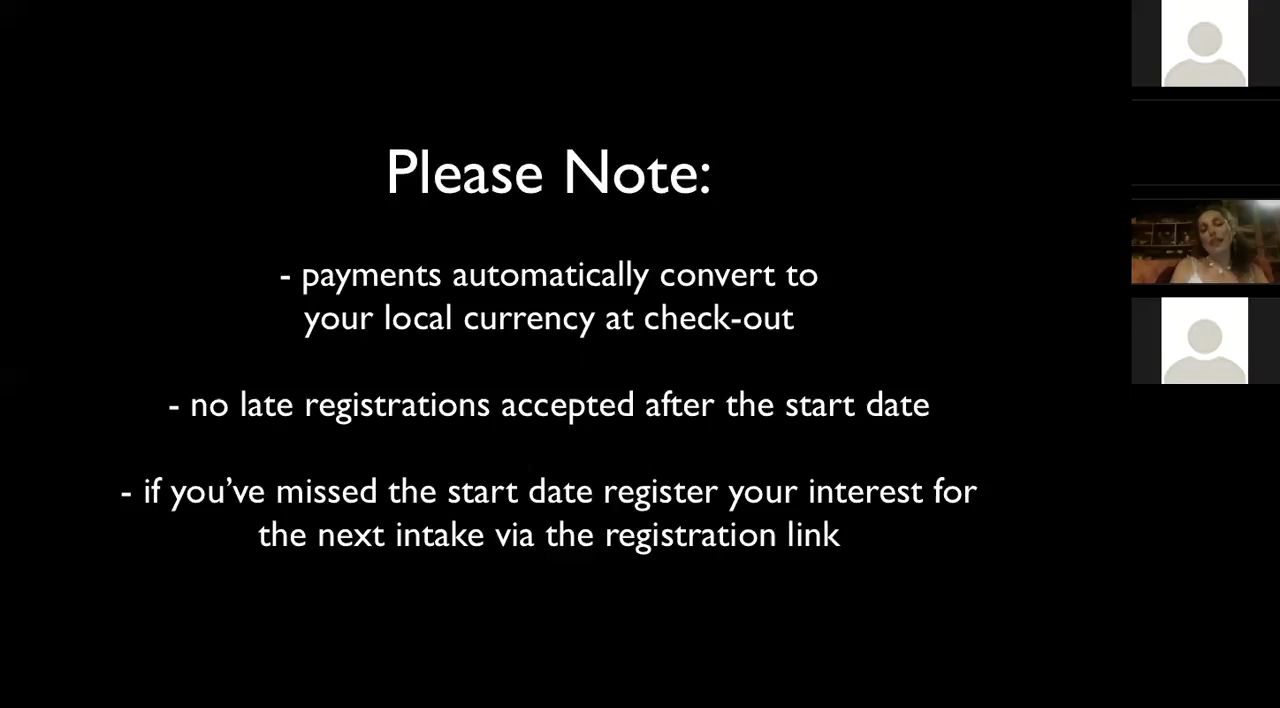 Please Note:
- payments automatically convert to
your local currency at check-out
- no late registrations accepted after the start date
- if you’ve missed the start date register your interest for
the next intake via the registration link